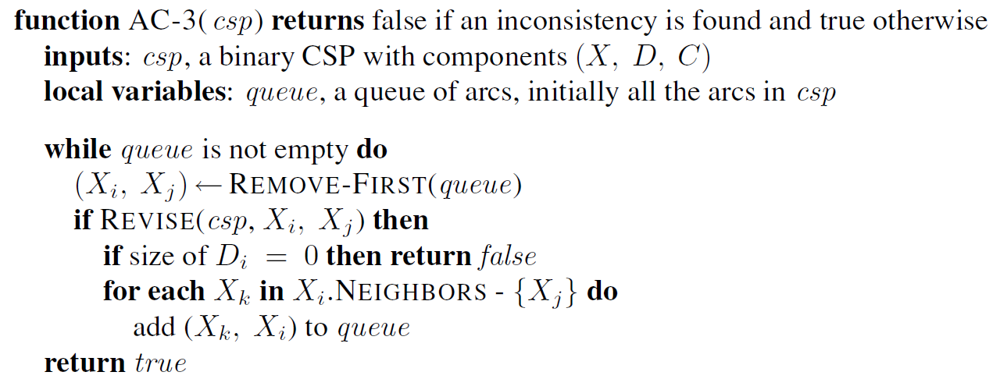 function AC-3( csp) returns false if an inconsistency is found and true otherwise
inputs: csp, a binary CSP with components (X, D, C)
local variables: queue, a queue of arcs, initially all the arcs in csp
while queue is not empty do
(Xᵢ, Xⱼ) ← REMOVE-FIRST(queue)
if REVISE(csp, Xᵢ, Xⱼ) then
if size of Dᵢ = 0 then return false
for each Xₖ in Xᵢ.NEIGHBORS - {Xⱼ} do
add (Xₖ, Xᵢ) to queue
return true